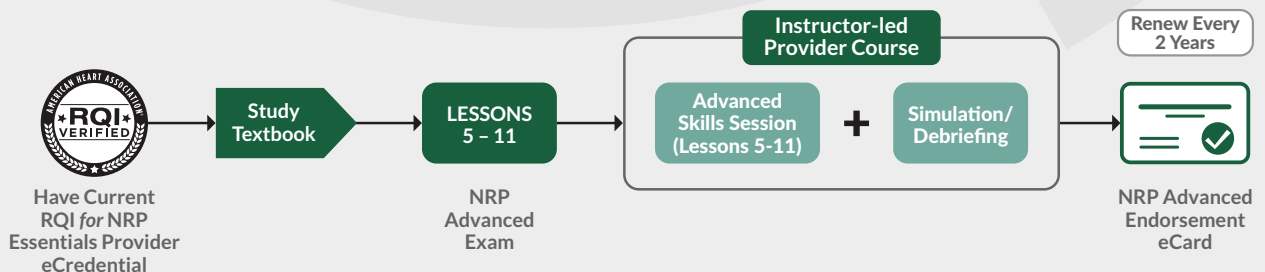 AMERICAN HEART ASSOCIATION
RQI
VERIFIED
Have Current
RQI for NRP
Essentials Provider
eCredential
Study
Textbook
LESSONS
5 – 11
NRP
Advanced
Exam
Instructor-led
Provider Course
Advanced
Skills Session
(Lessons 5-11)
+
Simulation/
Debriefing
Renew Every
2 Years
NRP Advanced
Endorsement
eCard